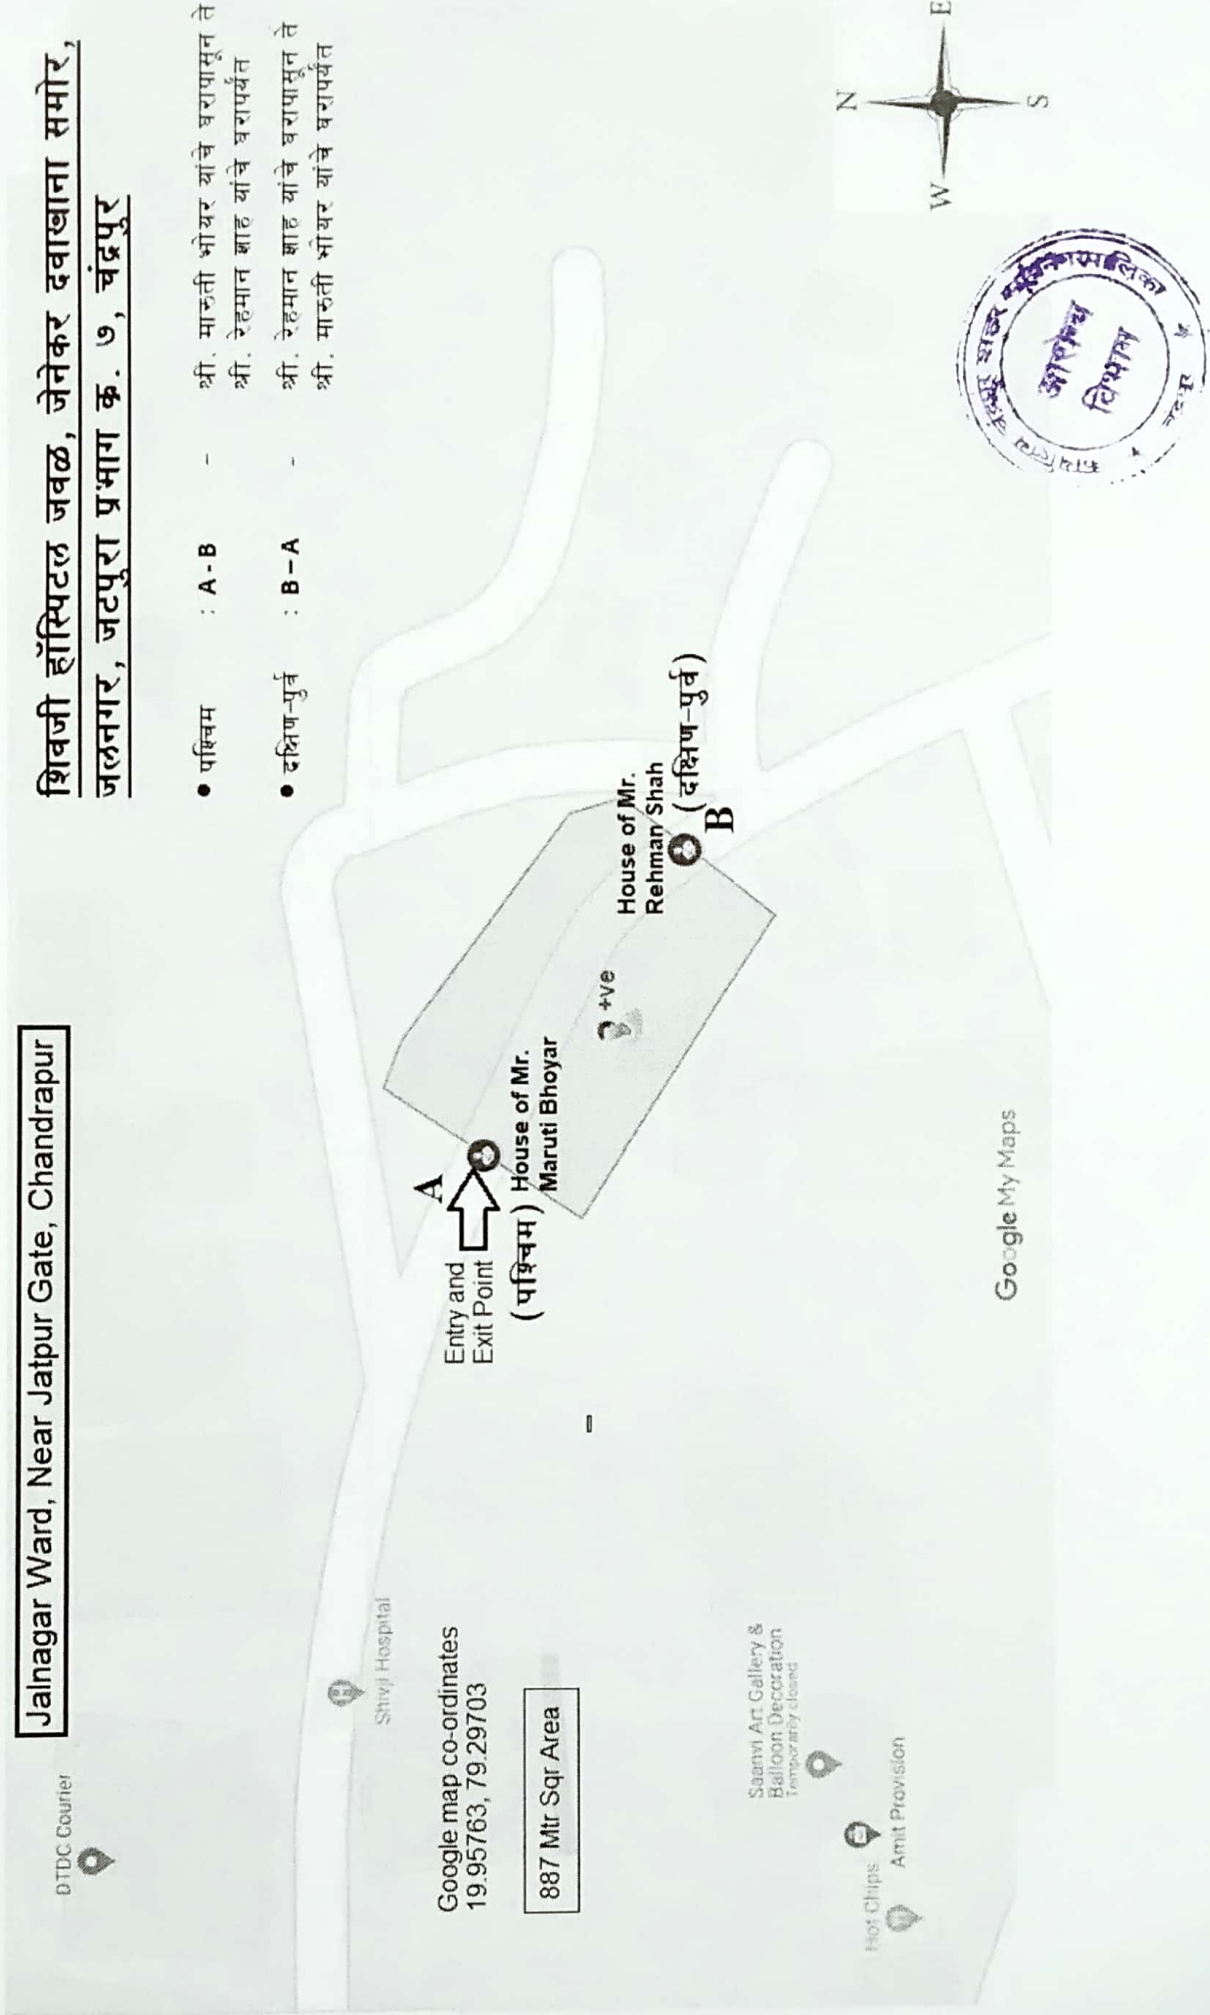 Jalnagar Ward, Near Jatpur Gate, Chandrapur
शिवजी हॉस्पिटल जवळ, जेनेकर दवाखाना समोर,
जलनगर, जटपुरा प्रभाग क्र. ७, चंद्रपुर
• पश्चिम : A - B - श्री. मारुती भोयर यांचे घरापासुन ते
श्री. रेहमान शाह यांचे घरापर्यंत
• दक्षिण-पुर्व : B – A - श्री. रेहमान शाह यांचे घरापासुन ते
श्री. मारुती भोयर यांचे घरापर्यंत
DTDC Courier
Shivji Hospital
Entry and
Exit Point
A
(पश्चिम) House of Mr.
Maruti Bhoyar
+ve
House of Mr.
Rehman Shah
B
(दक्षिण-पुर्व)
Google map co-ordinates
19.95763, 79.29703
887 Mtr Sqr Area
Saanvi Art Gallery &
Balloon Decoration
Temporarily closed
Hot Chips
Amit Provision
Google My Maps
N
W
E
S
आरोग्य
विभाग
चंद्रपूर